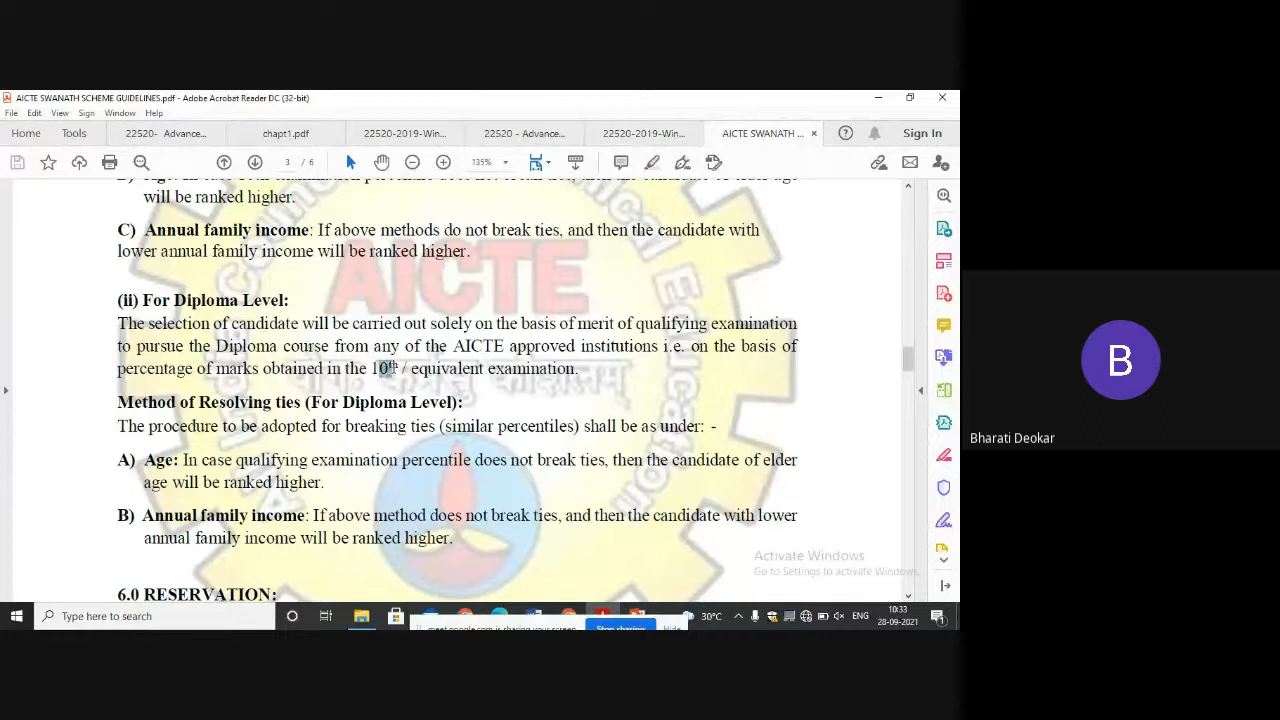 AICTE SWANATH SCHEME GUIDELINES.pdf - Adobe Acrobat Reader DC (32-bit)
File Edit View Sign Window Help
Home Tools 22520- Advance... chapt1.pdf 22520-2019-Win... 22520 - Advance... 22520-2019-Win... AICTE SWANATH ... × Sign In
3 / 6 135%
will be ranked higher.
C) Annual family income: If above methods do not break ties, and then the candidate with
lower annual family income will be ranked higher.
AICTE
(ii) For Diploma Level:
The selection of candidate will be carried out solely on the basis of merit of qualifying examination
to pursue the Diploma course from any of the AICTE approved institutions i.e. on the basis of
percentage of marks obtained in the 10th / equivalent examination.
Method of Resolving ties (For Diploma Level):
The procedure to be adopted for breaking ties (similar percentiles) shall be as under: -
A) Age: In case qualifying examination percentile does not break ties, then the candidate of elder
age will be ranked higher.
B) Annual family income: If above method does not break ties, and then the candidate with lower
annual family income will be ranked higher.
6.0 RESERVATION:
Activate Windows
Go to Settings to activate Windows.
B
Bharati Deokar
Type here to search
meet.google.com is sharing your screen. Stop sharing Hide
30°C ENG 10:33
28-09-2021